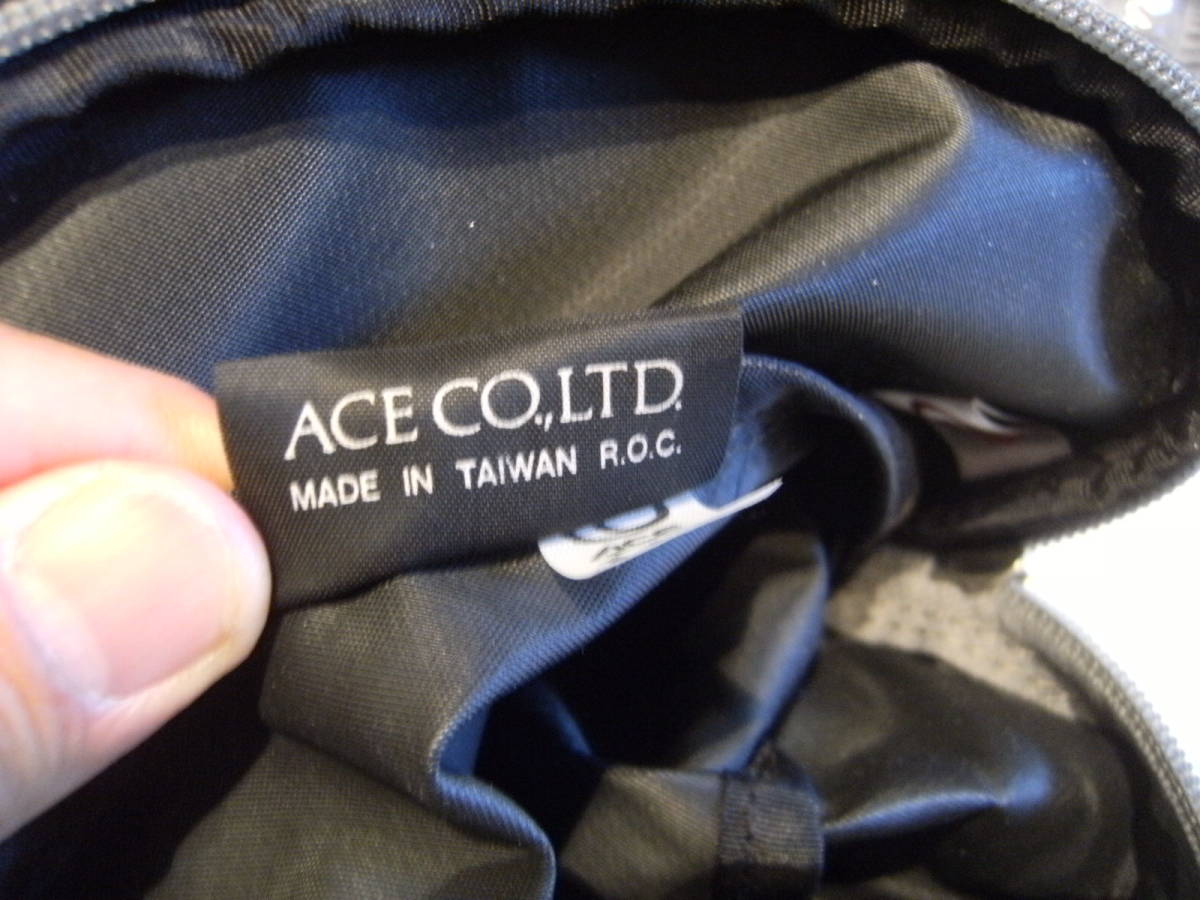 ACE CO.,LTD.
MADE IN TAIWAN R.O.C.